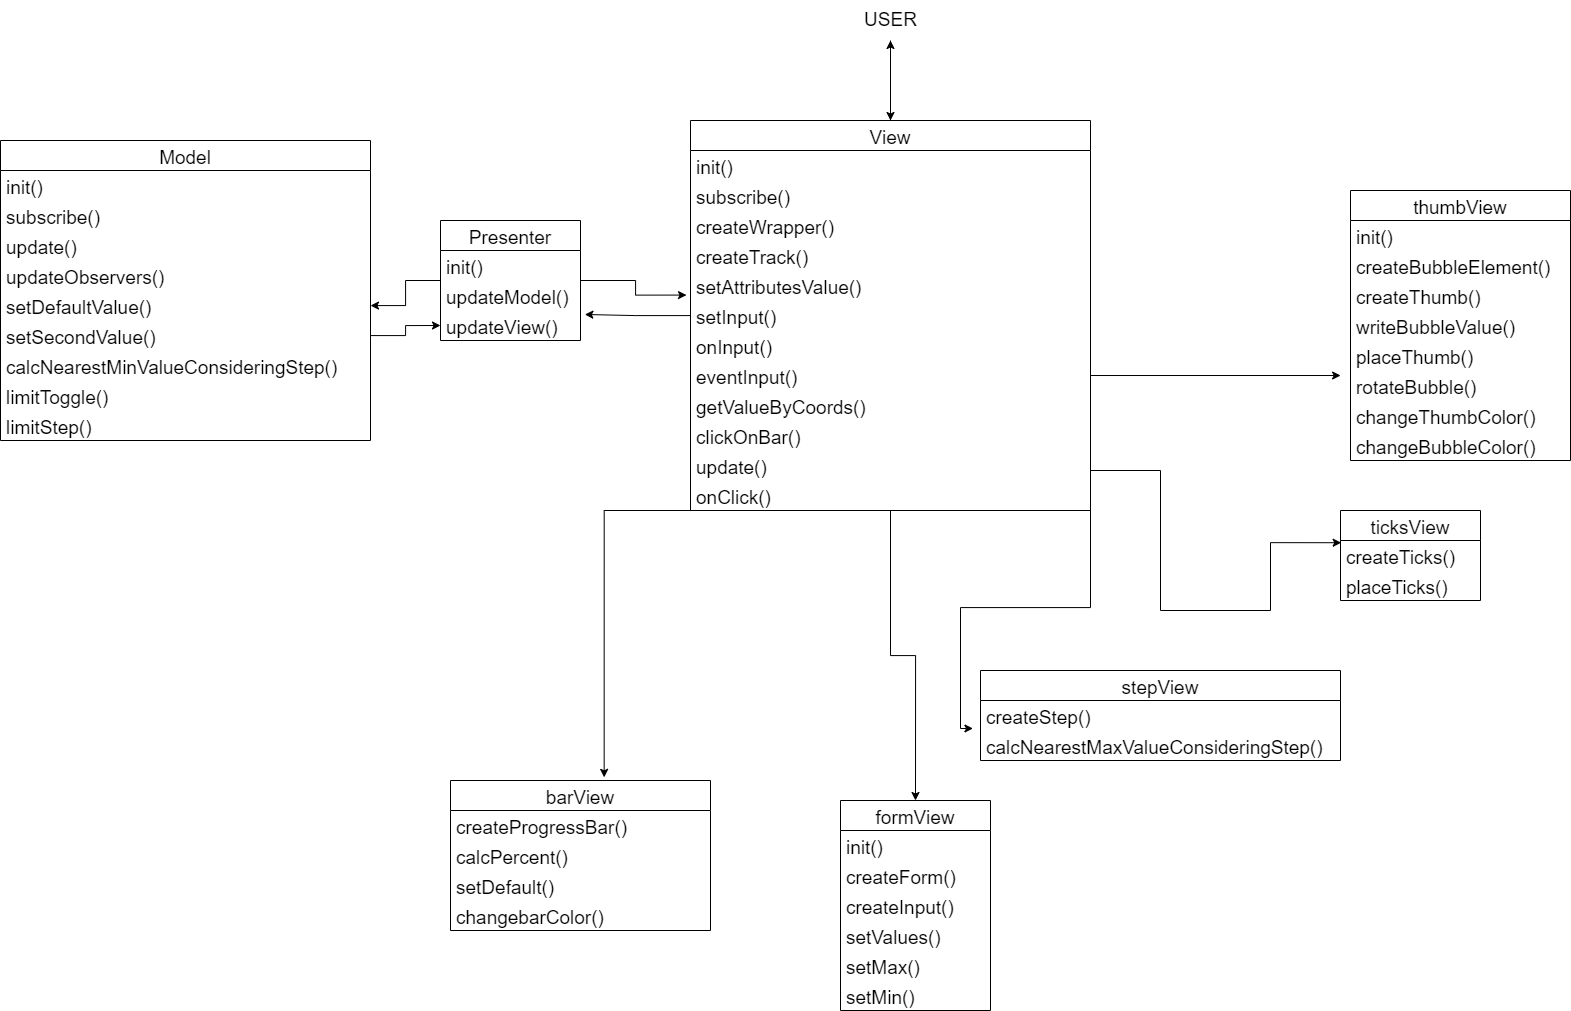 USER
View
init()
subscribe()
createWrapper()
createTrack()
setAttributesValue()
setInput()
onInput()
eventInput()
getValueByCoords()
clickOnBar()
update()
onClick()
Model
init()
subscribe()
update()
updateObservers()
setDefaultValue()
setSecondValue()
calcNearestMinValueConsideringStep()
limitToggle()
limitStep()
Presenter
init()
updateModel()
updateView()
thumbView
init()
createBubbleElement()
createThumb()
writeBubbleValue()
placeThumb()
rotateBubble()
changeThumbColor()
changeBubbleColor()
ticksView
createTicks()
placeTicks()
stepView
createStep()
calcNearestMaxValueConsideringStep()
barView
createProgressBar()
calcPercent()
setDefault()
changebarColor()
formView
init()
createForm()
createInput()
setValues()
setMax()
setMin()